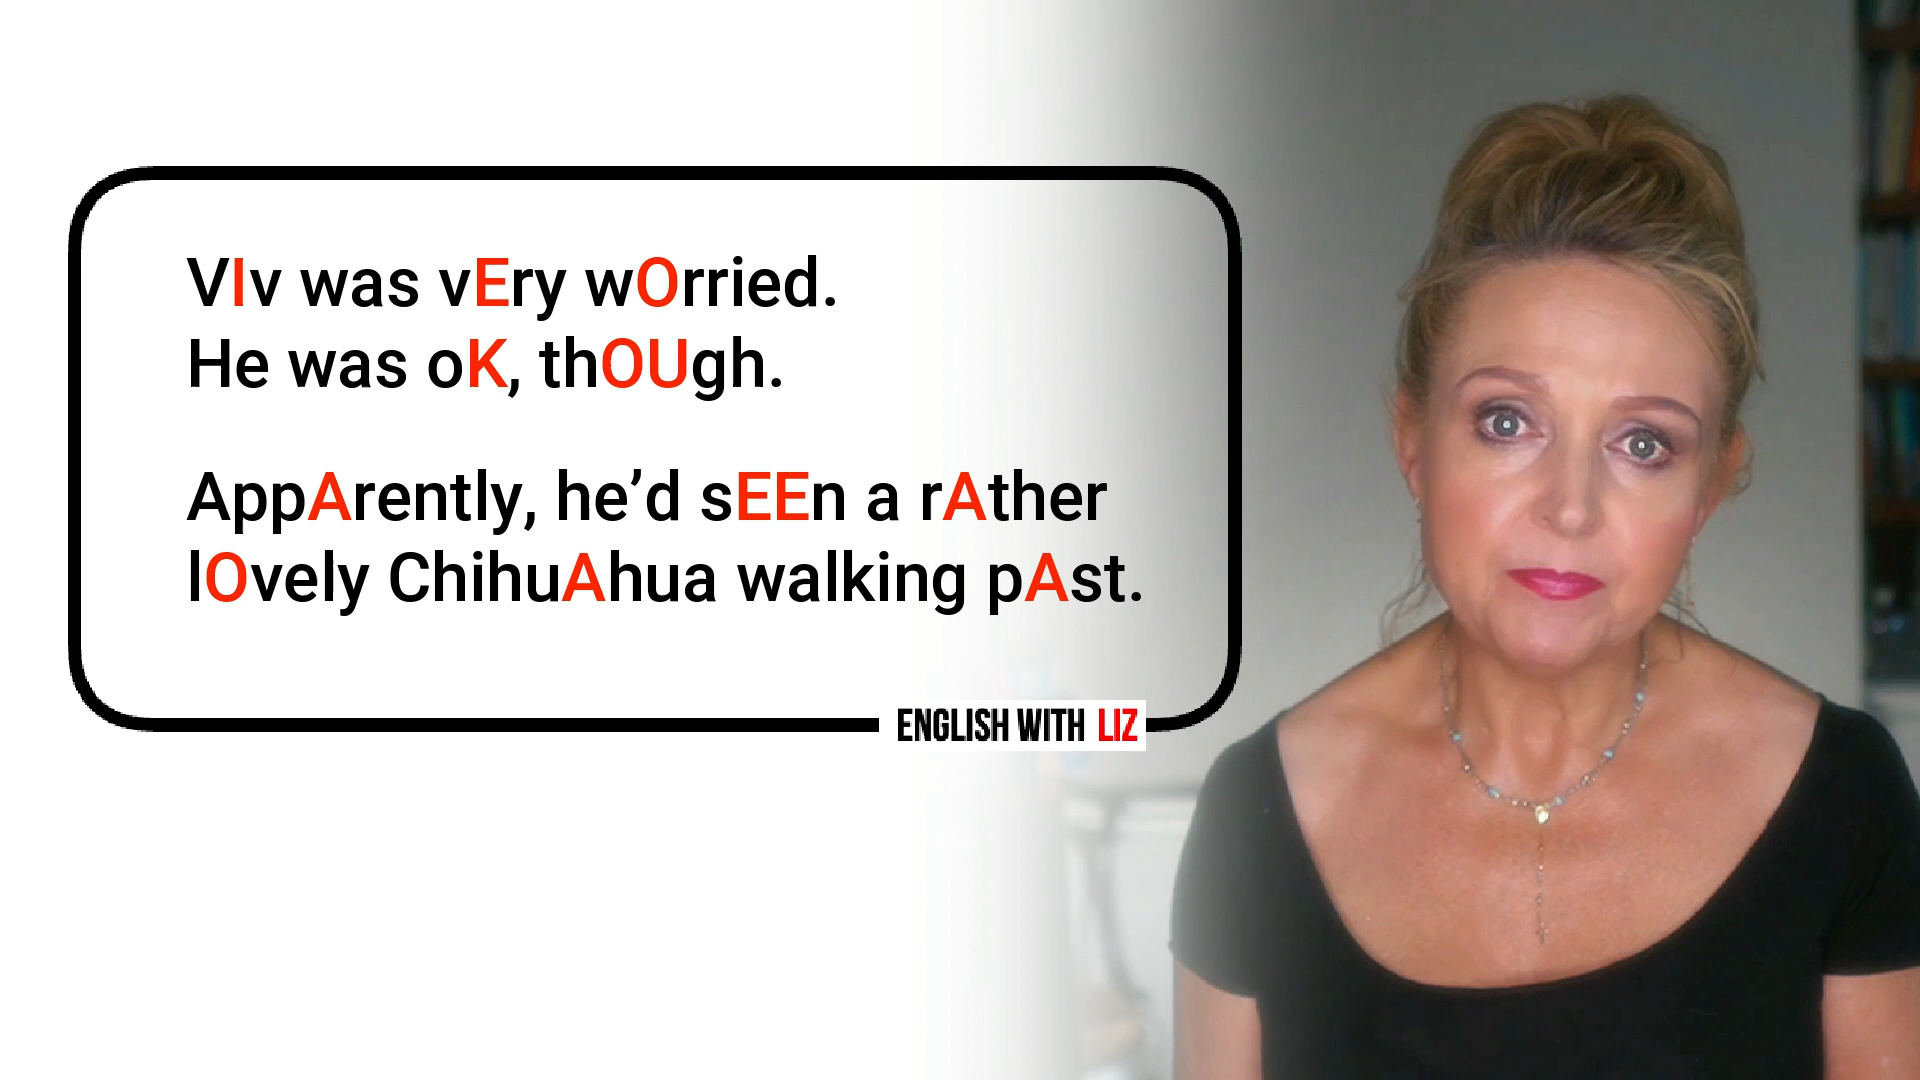 VIv was vEry wOrried.
He was oK, thOUgh.
AppArently, he’d sEEn a rAther
lOvely ChihuAhua walking pAst.
ENGLISH WITH LIZ